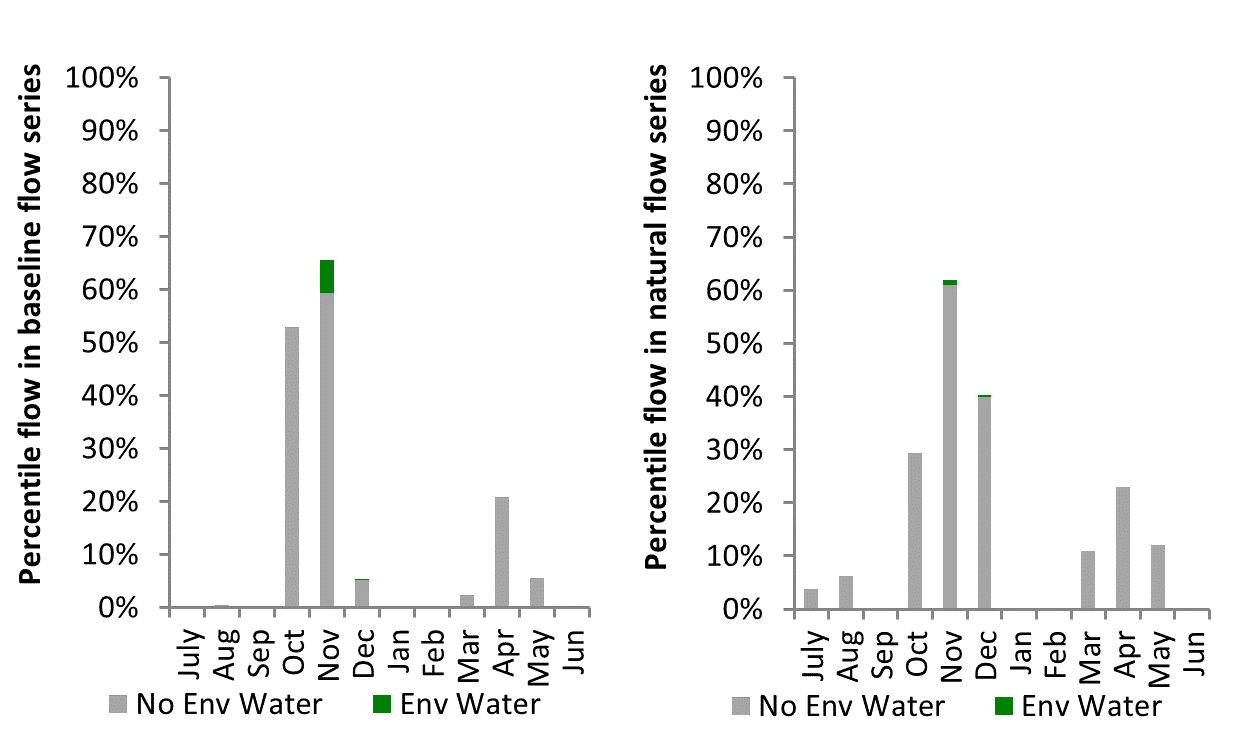 Percentile flow in baseline flow series
100%
90%
80%
70%
60%
50%
40%
30%
20%
10%
0%
July
Aug
Sep
Oct
Nov
Dec
Jan
Feb
Mar
Apr
May
Jun
No Env Water
Env Water
Percentile flow in natural flow series
100%
90%
80%
70%
60%
50%
40%
30%
20%
10%
0%
July
Aug
Sep
Oct
Nov
Dec
Jan
Feb
Mar
Apr
May
Jun
No Env Water
Env Water